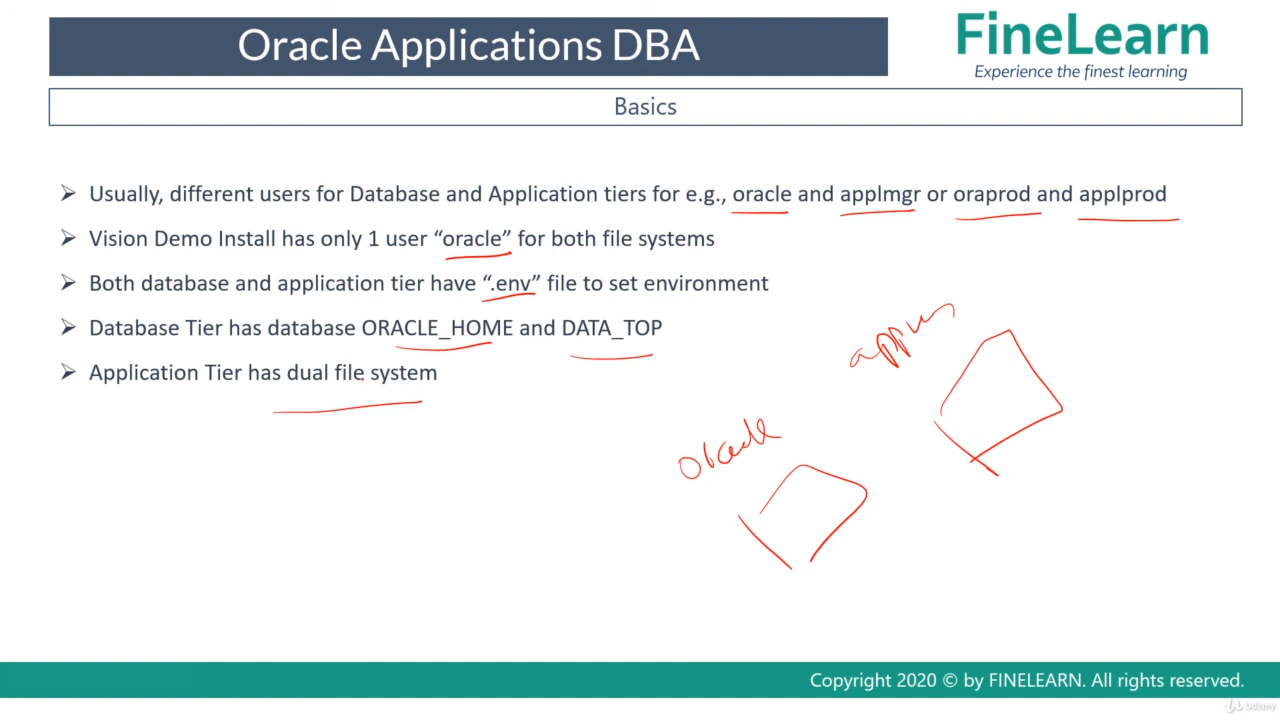 Oracle Applications DBA
FineLearn
Experience the finest learning
Basics
➢ Usually, different users for Database and Application tiers for e.g., oracle and applmgr or oraprod and applprod
➢ Vision Demo Install has only 1 user “oracle” for both file systems
➢ Both database and application tier have “.env” file to set environment
➢ Database Tier has database ORACLE_HOME and DATA_TOP
➢ Application Tier has dual file system
oracle
Copyright 2020 © by FINELEARN. All rights reserved.
Udemy